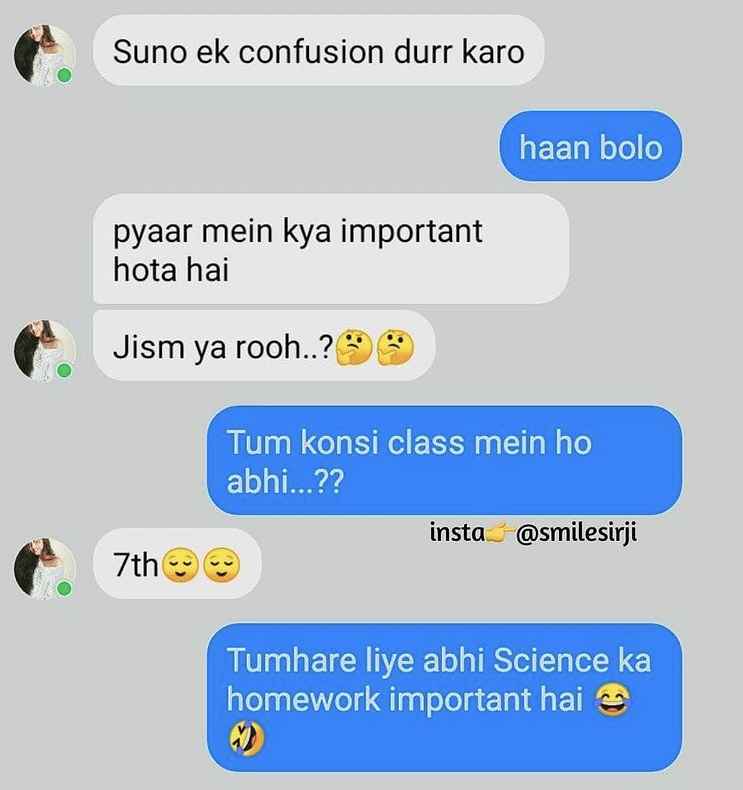 Suno ek confusion durr karo
haan bolo
pyaar mein kya important
hota hai
Jism ya rooh..?🤔🤔
Tum konsi class mein ho
abhi...??
insta👉@smilesirji
7th😌😌
Tumhare liye abhi Science ka
homework important hai 😂
🤣